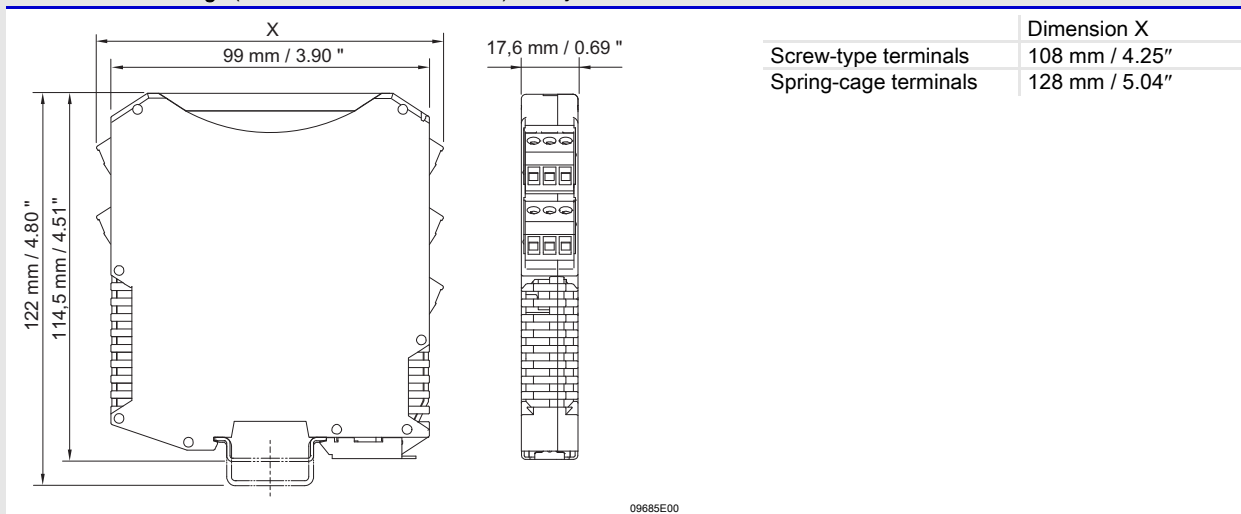 X
99 mm / 3.90 "
17,6 mm / 0.69 "
122 mm / 4.80 "
114,5 mm / 4.51"
Dimension X
Screw-type terminals 108 mm / 4.25″
Spring-cage terminals 128 mm / 5.04″
09685E00